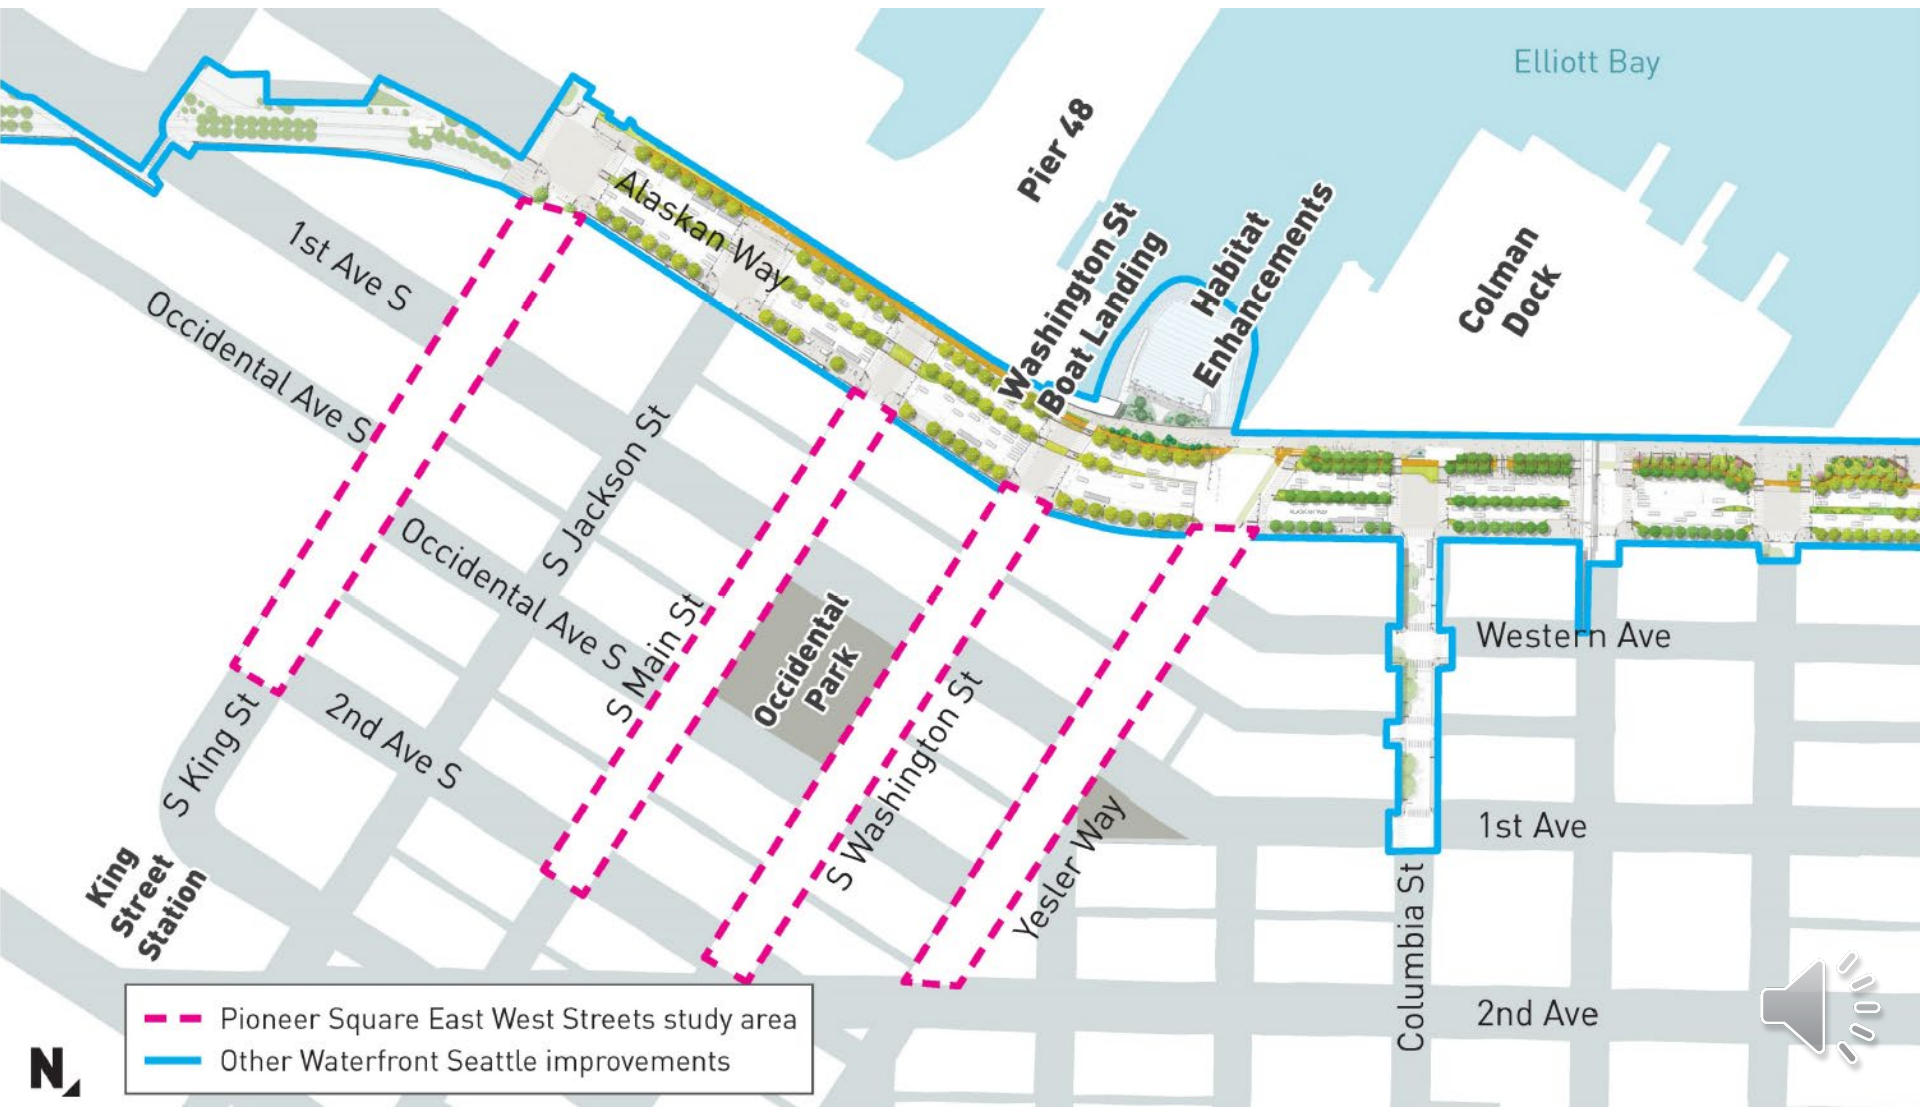 Elliott Bay
Pier 48
Alaskan Way
Washington St
Boat Landing
Habitat
Enhancements
Colman
Dock
1st Ave S
Occidental Ave S
S Jackson St
Occidental Ave S
S Main St
Occidental
Park
Western Ave
S King St
2nd Ave S
S Washington St
Yesler Way
1st Ave
King
Street
Station
Columbia St
2nd Ave
Pioneer Square East West Streets study area
Other Waterfront Seattle improvements
N